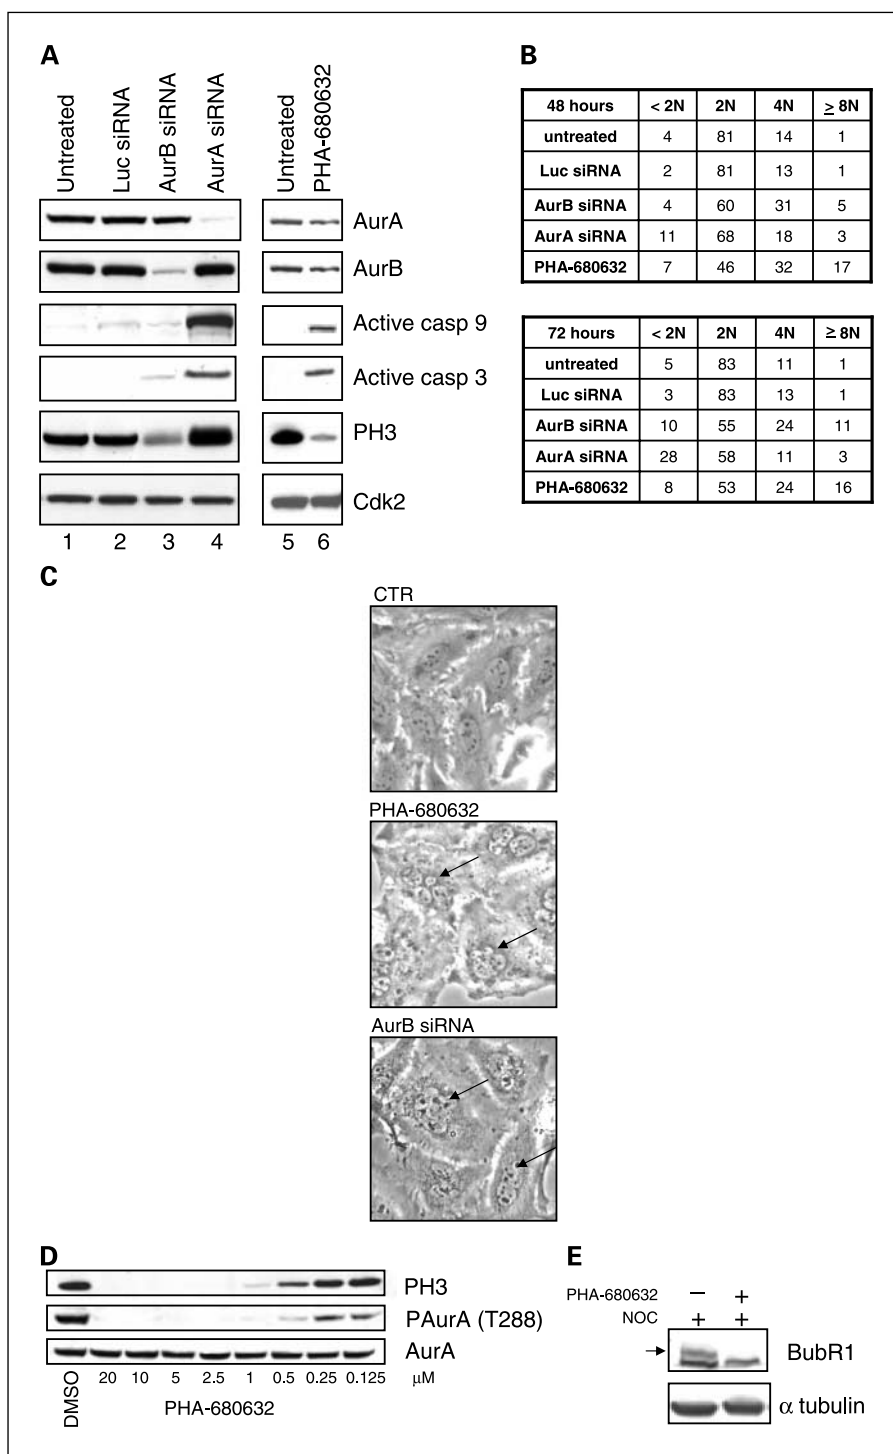 A
Untreated
Luc siRNA
AurB siRNA
AurA siRNA
Untreated
PHA-680632
AurA
AurB
Active casp 9
Active casp 3
PH3
Cdk2
1 2 3 4 5 6
B
48 hours < 2N 2N 4N ≥ 8N
untreated 4 81 14 1
Luc siRNA 2 81 13 1
AurB siRNA 4 60 31 5
AurA siRNA 11 68 18 3
PHA-680632 7 46 32 17
72 hours < 2N 2N 4N ≥ 8N
untreated 5 83 11 1
Luc siRNA 3 83 13 1
AurB siRNA 10 55 24 11
AurA siRNA 28 58 11 3
PHA-680632 8 53 24 16
C
CTR
PHA-680632
AurB siRNA
D
PH3
PAurA (T288)
AurA
DMSO 20 10 5 2.5 1 0.5 0.25 0.125 μM
PHA-680632
E
PHA-680632 − +
NOC + +
BubR1
α tubulin